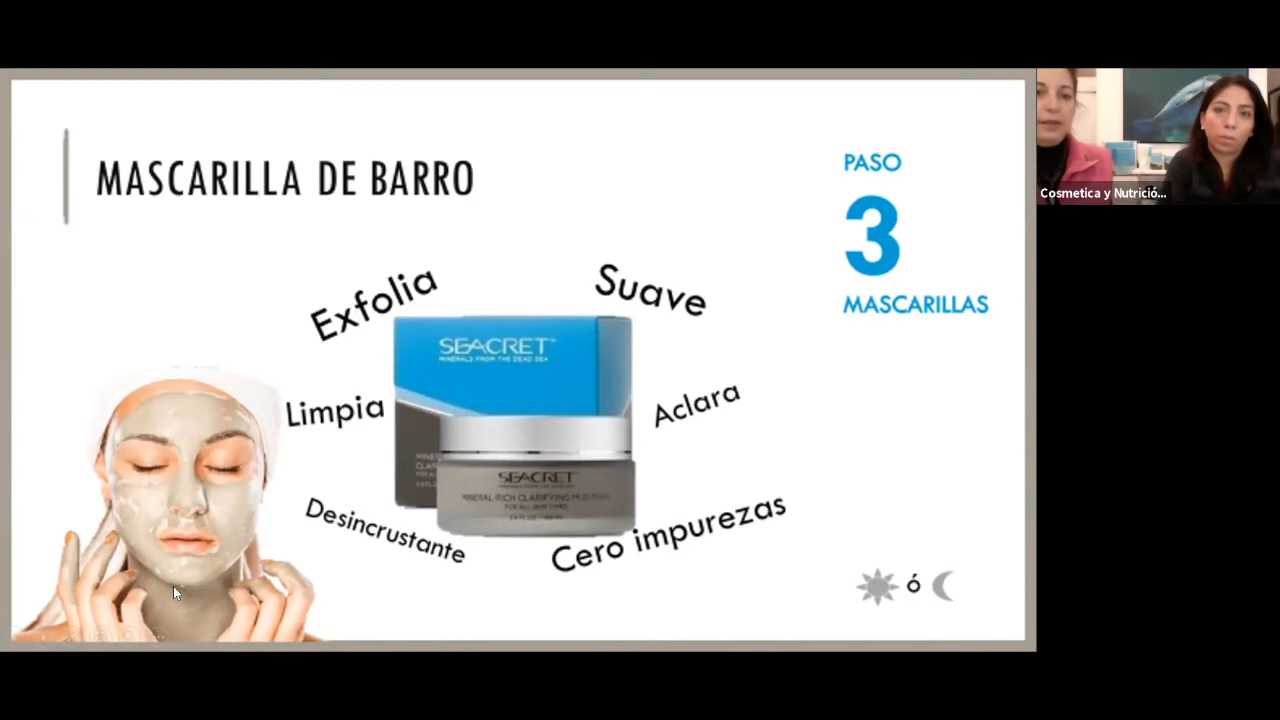 MASCARILLA DE BARRO
PASO
3
MASCARILLAS
Exfolia
Suave
SEACRET™
MINERALS FROM THE DEAD SEA
Limpia
Aclara
SEACRET
MINERAL-RICH CLARIFYING MUD MASK
FOR ALL SKIN TYPES
Desincrustante
Cero impurezas
ó
Cosmetica y Nutrició...